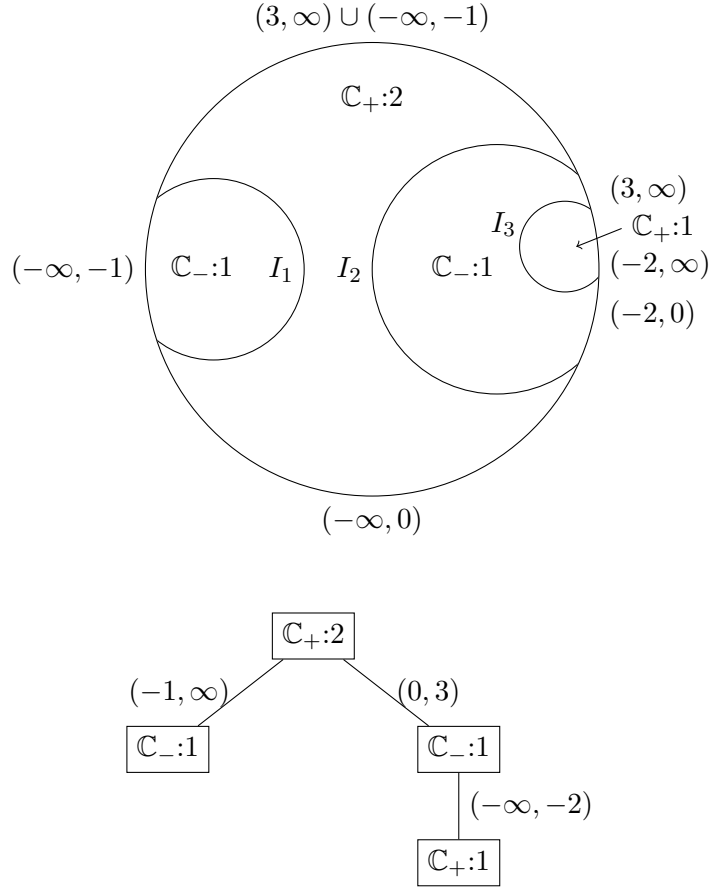 (3, ∞) ∪ (−∞, −1)
ℂ₊:2
(3, ∞)
I₃
ℂ₊:1
(−∞, −1)
ℂ₋:1
I₁
I₂
ℂ₋:1
(−2, ∞)
(−2, 0)
(−∞, 0)
ℂ₊:2
(−1, ∞)
(0, 3)
ℂ₋:1
ℂ₋:1
(−∞, −2)
ℂ₊:1